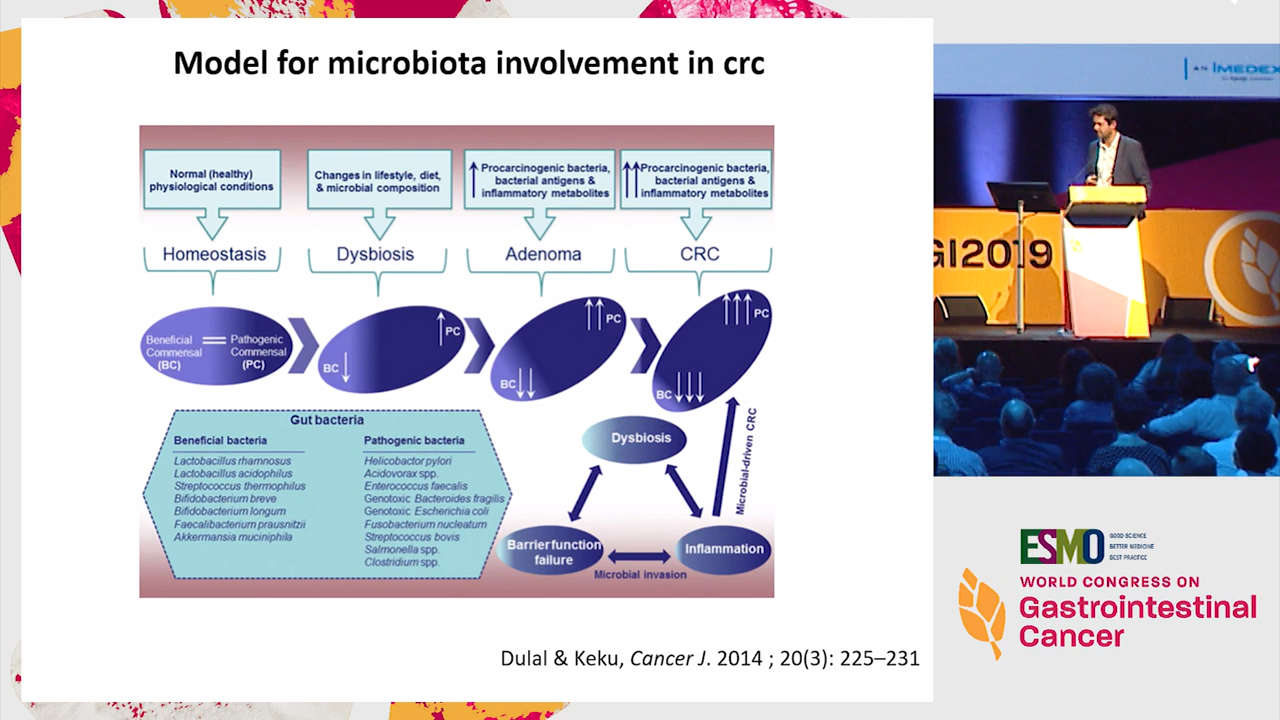 Model for microbiota involvement in crc
Normal (healthy)
physiological conditions
Changes in lifestyle, diet,
& microbial composition
↑ Procarcinogenic bacteria,
bacterial antigens &
inflammatory metabolites
↑↑ Procarcinogenic bacteria,
bacterial antigens &
inflammatory metabolites
Homeostasis
Dysbiosis
Adenoma
CRC
Beneficial
Commensal
(BC)
=
Pathogenic
Commensal
(PC)
↑ PC
BC ↓
↑↑ PC
BC ↓↓
↑↑↑ PC
BC ↓↓↓
Gut bacteria
Beneficial bacteria
Lactobacillus rhamnosus
Lactobacillus acidophilus
Streptococcus thermophilus
Bifidobacterium breve
Bifidobacterium longum
Faecalibacterium prausnitzii
Akkermansia muciniphila
Pathogenic bacteria
Helicobactor pylori
Acidovorax spp.
Enterococcus faecalis
Genotoxic Bacteroides fragilis
Genotoxic Escherichia coli
Fusobacterium nucleatum
Streptococcus bovis
Salmonella spp.
Clostridium spp.
Dysbiosis
Barrier function
failure
Inflammation
Microbial invasion
Microbial-driven CRC
Dulal & Keku, Cancer J. 2014 ; 20(3): 225–231
AN IMEDEX
GI2019
ESMO
GOOD SCIENCE
BETTER MEDICINE
BEST PRACTICE
WORLD CONGRESS ON
Gastrointestinal
Cancer